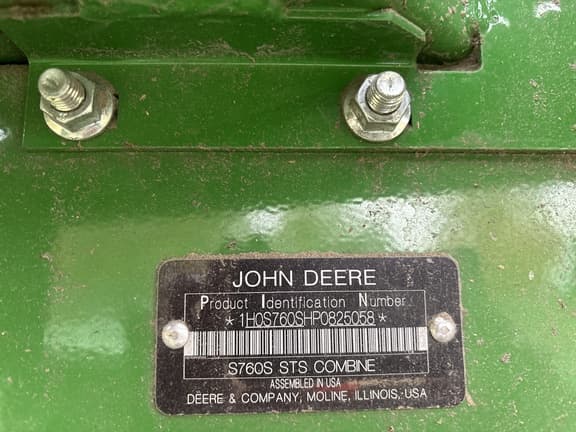 JOHN DEERE
Product Identification Number
*1H0S760SHP0825058*
S760S STS COMBINE
ASSEMBLED IN USA
DEERE & COMPANY, MOLINE, ILLINOIS, USA